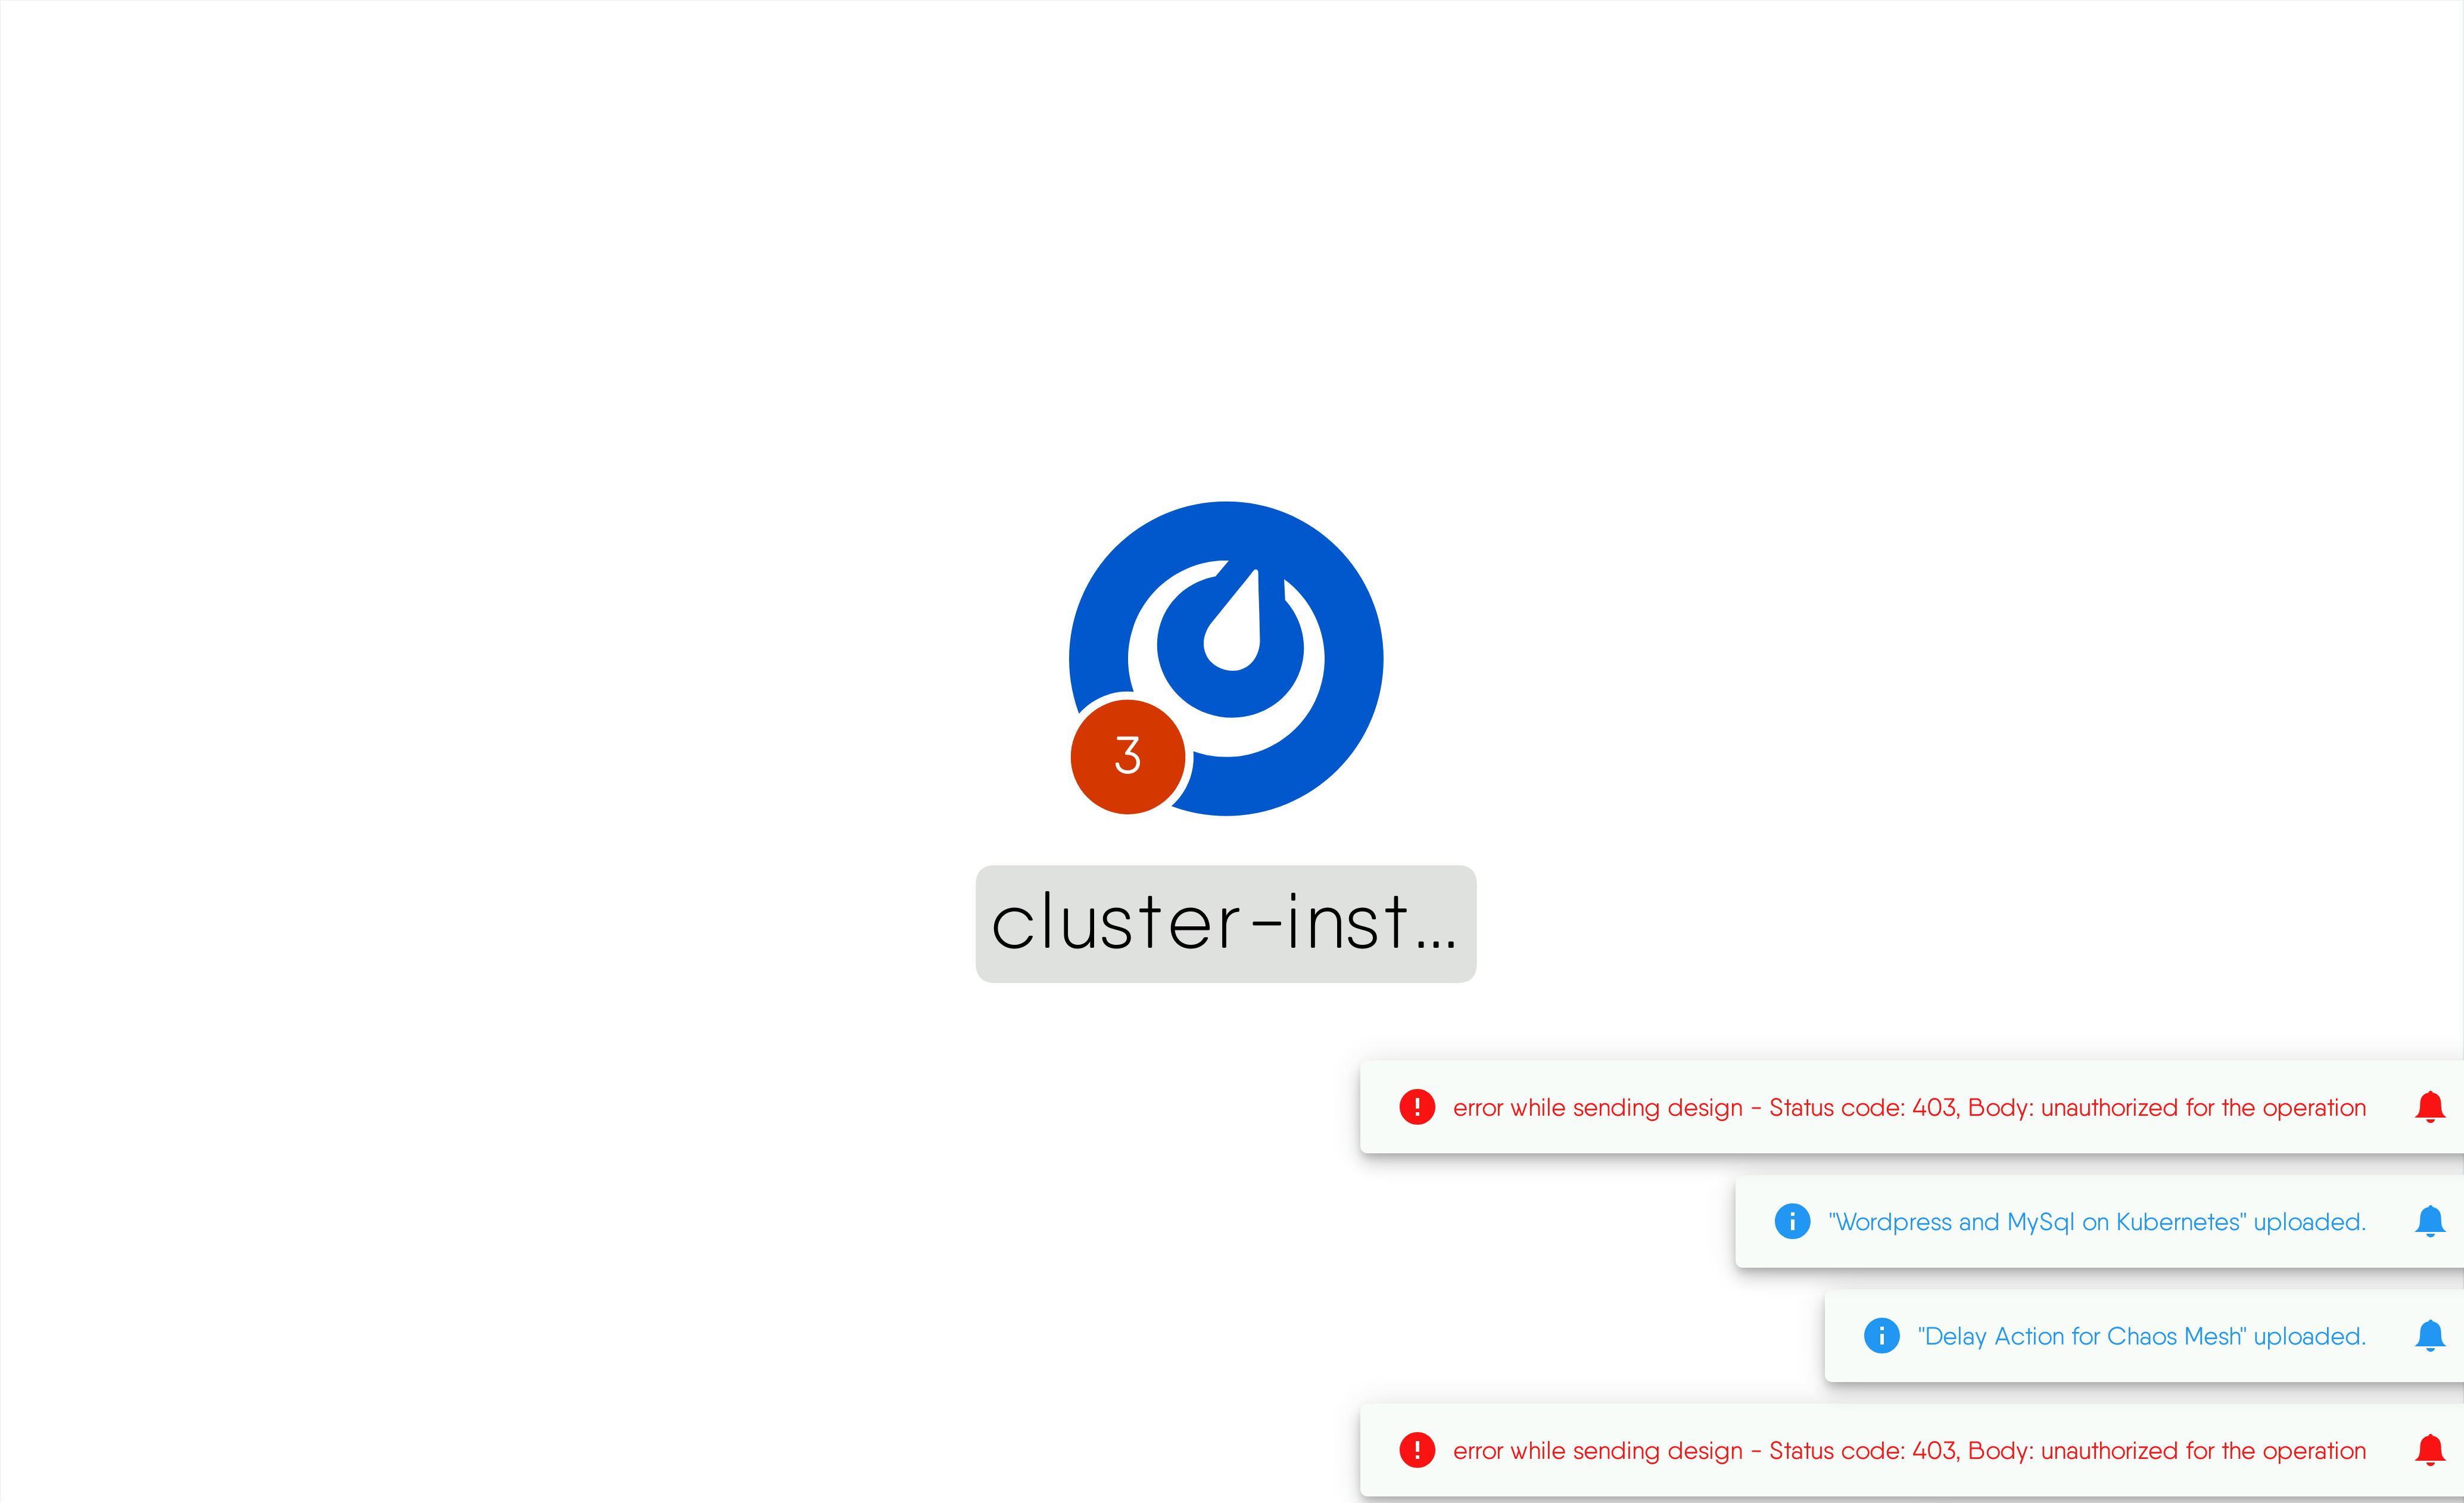 3
cluster-inst...
error while sending design - Status code: 403, Body: unauthorized for the operation
"Wordpress and MySql on Kubernetes" uploaded.
"Delay Action for Chaos Mesh" uploaded.
error while sending design - Status code: 403, Body: unauthorized for the operation